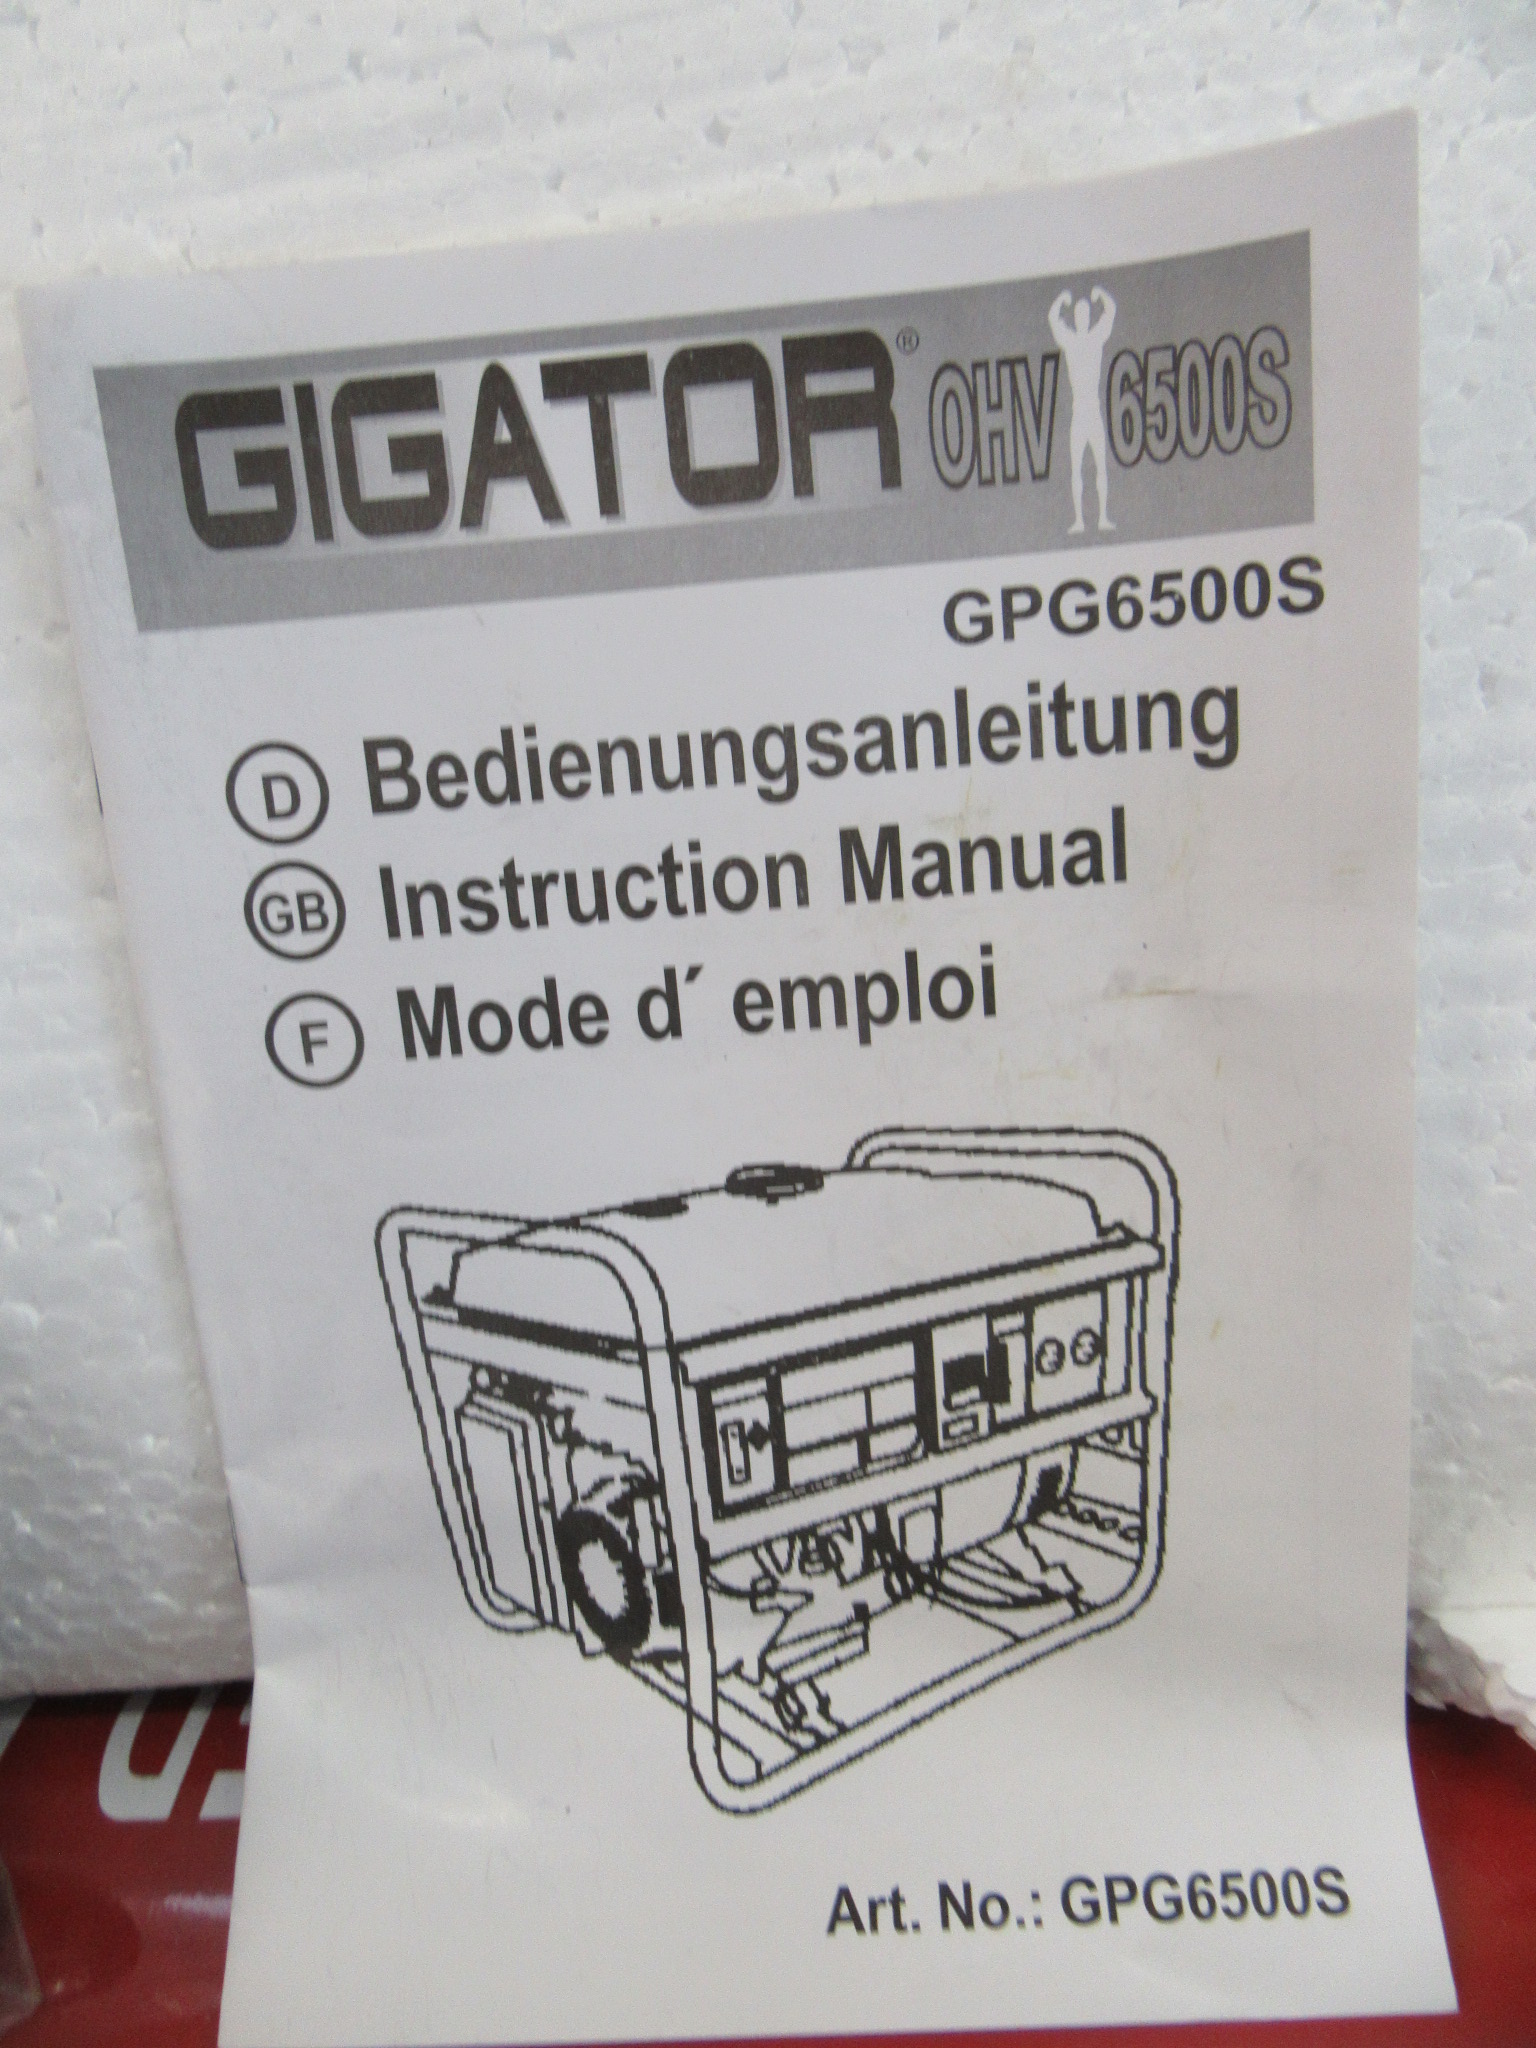 GIGATOR® OHV 6500S
GPG6500S
D Bedienungsanleitung
GB Instruction Manual
F Mode d´ emploi
Art. No.: GPG6500S